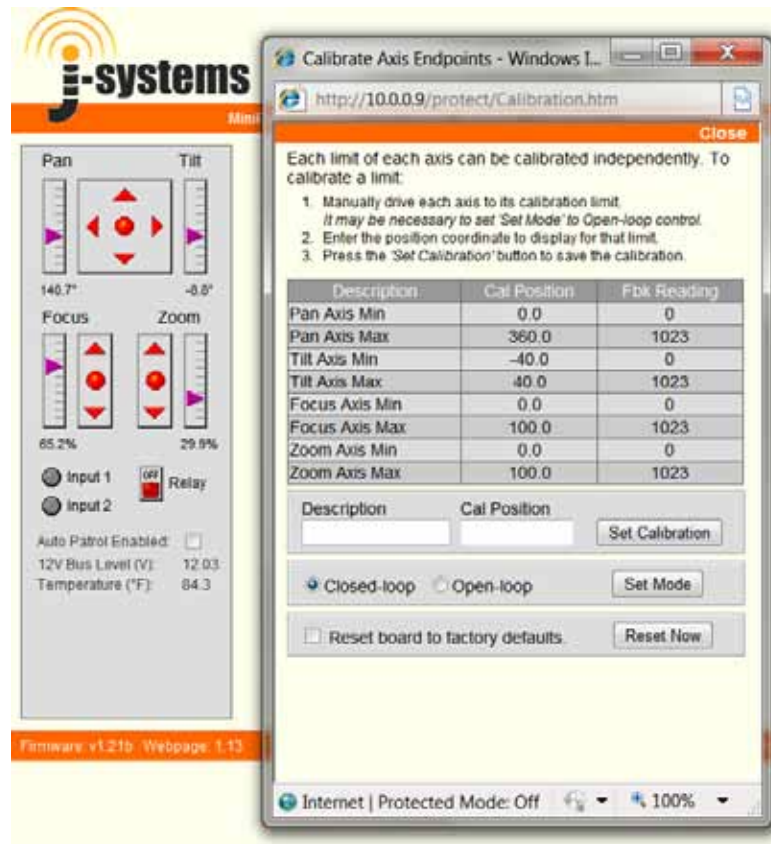 j-systems
Mini
Pan Tilt
140.7° -8.8°
Focus Zoom
65.2% 29.9%
Input 1
OFF
Relay
Input 2
Auto Patrol Enabled:
12V Bus Level (V): 12.03
Temperature (°F): 84.3
Firmware: v1.21b Webpage: 1.13
Calibrate Axis Endpoints - Windows I...
http://10.0.0.9/protect/Calibration.htm
Close
Each limit of each axis can be calibrated independently. To
calibrate a limit:
1. Manually drive each axis to its calibration limit.
It may be necessary to set 'Set Mode' to Open-loop control.
2. Enter the position coordinate to display for that limit.
3. Press the 'Set Calibration' button to save the calibration.
Description Cal Position Fbk Reading
Pan Axis Min 0.0 0
Pan Axis Max 360.0 1023
Tilt Axis Min -40.0 0
Tilt Axis Max 40.0 1023
Focus Axis Min 0.0 0
Focus Axis Max 100.0 1023
Zoom Axis Min 0.0 0
Zoom Axis Max 100.0 1023
Description Cal Position
Set Calibration
Closed-loop Open-loop Set Mode
Reset board to factory defaults. Reset Now
Internet | Protected Mode: Off 100%